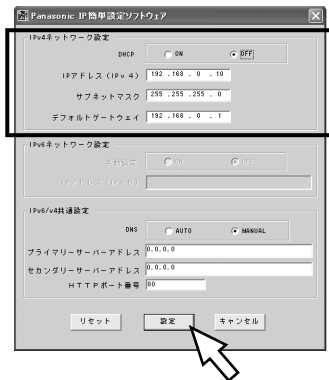 Panasonic IP簡単設定ソフトウェア
IPv4ネットワーク設定
DHCP ON OFF
IPアドレス (IPv4) 192 .168 . 0 . 10
サブネットマスク 255 .255 .255 . 0
デフォルトゲートウェイ 192 .168 . 0 . 1
IPv6ネットワーク設定
手動設定 ON OFF
IPアドレス(IPv6)
IPv6/v4共通設定
DNS AUTO MANUAL
プライマリーサーバーアドレス 0.0.0.0
セカンダリーサーバーアドレス 0.0.0.0
HTTPポート番号 80
リセット 設定 キャンセル